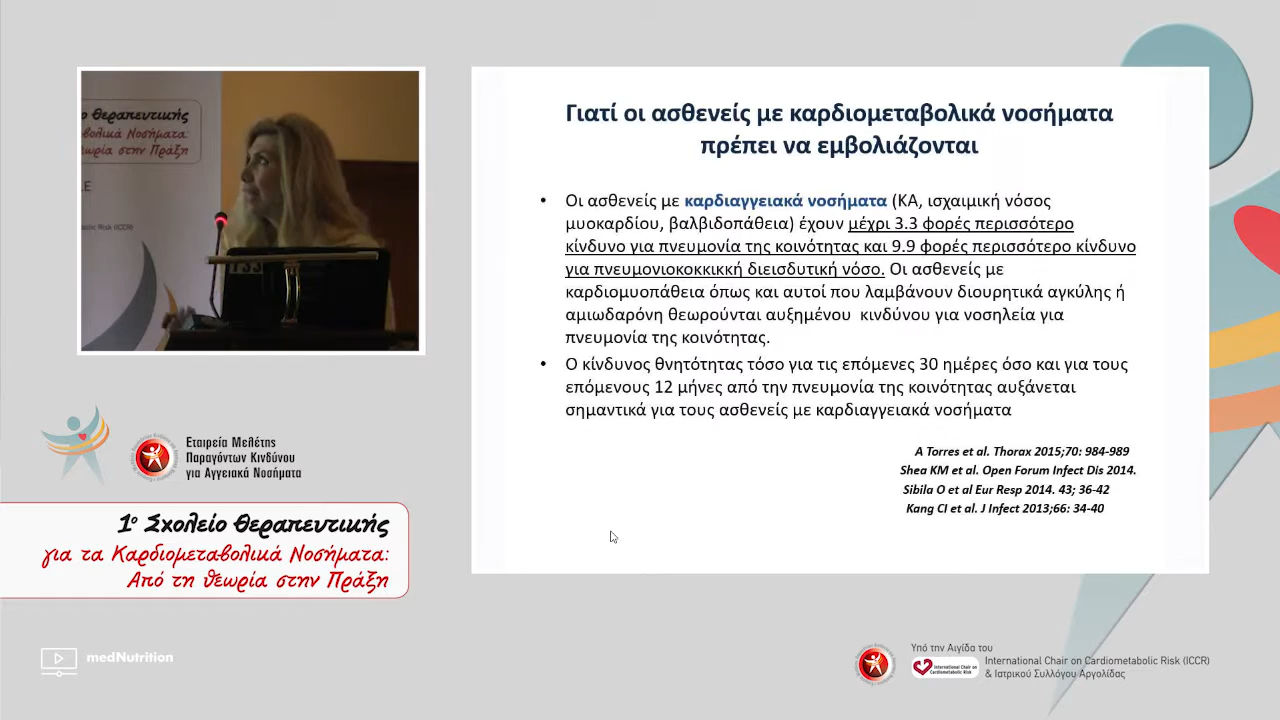 ο θεραπευτικής
βολικά Νοσήματα:
εωρία στην Πράξη
Γιατί οι ασθενείς με καρδιομεταβολικά νοσήματα
πρέπει να εμβολιάζονται
• Οι ασθενείς με καρδιαγγειακά νοσήματα (ΚΑ, ισχαιμική νόσος
μυοκαρδίου, βαλβιδοπάθεια) έχουν μέχρι 3.3 φορές περισσότερο
κίνδυνο για πνευμονία της κοινότητας και 9.9 φορές περισσότερο κίνδυνο
για πνευμονιοκοκκικκή διεισδυτική νόσο. Οι ασθενείς με
καρδιομυοπάθεια όπως και αυτοί που λαμβάνουν διουρητικά αγκύλης ή
αμιωδαρόνη θεωρούνται αυξημένου κινδύνου για νοσηλεία για
πνευμονία της κοινότητας.
• Ο κίνδυνος θνητότητας τόσο για τις επόμενες 30 ημέρες όσο και για τους
επόμενους 12 μήνες από την πνευμονία της κοινότητας αυξάνεται
σημαντικά για τους ασθενείς με καρδιαγγειακά νοσήματα
A Torres et al. Thorax 2015;70: 984-989
Shea KM et al. Open Forum Infect Dis 2014.
Sibila O et al Eur Resp 2014. 43; 36-42
Kang CI et al. J Infect 2013;66: 34-40
Εταιρεία Μελέτης
Παραγόντων Κινδύνου
για Αγγειακά Νοσήματα
1ο Σχολείο θεραπευτικής
για τα Καρδιομεταβολικά Νοσήματα:
Από τη θεωρία στην Πράξη
medNutrition
Υπό την Αιγίδα του
International Chair on Cardiometabolic Risk (ICCR)
& Ιατρικού Συλλόγου Αργολίδας
International Chair on
Cardiometabolic Risk